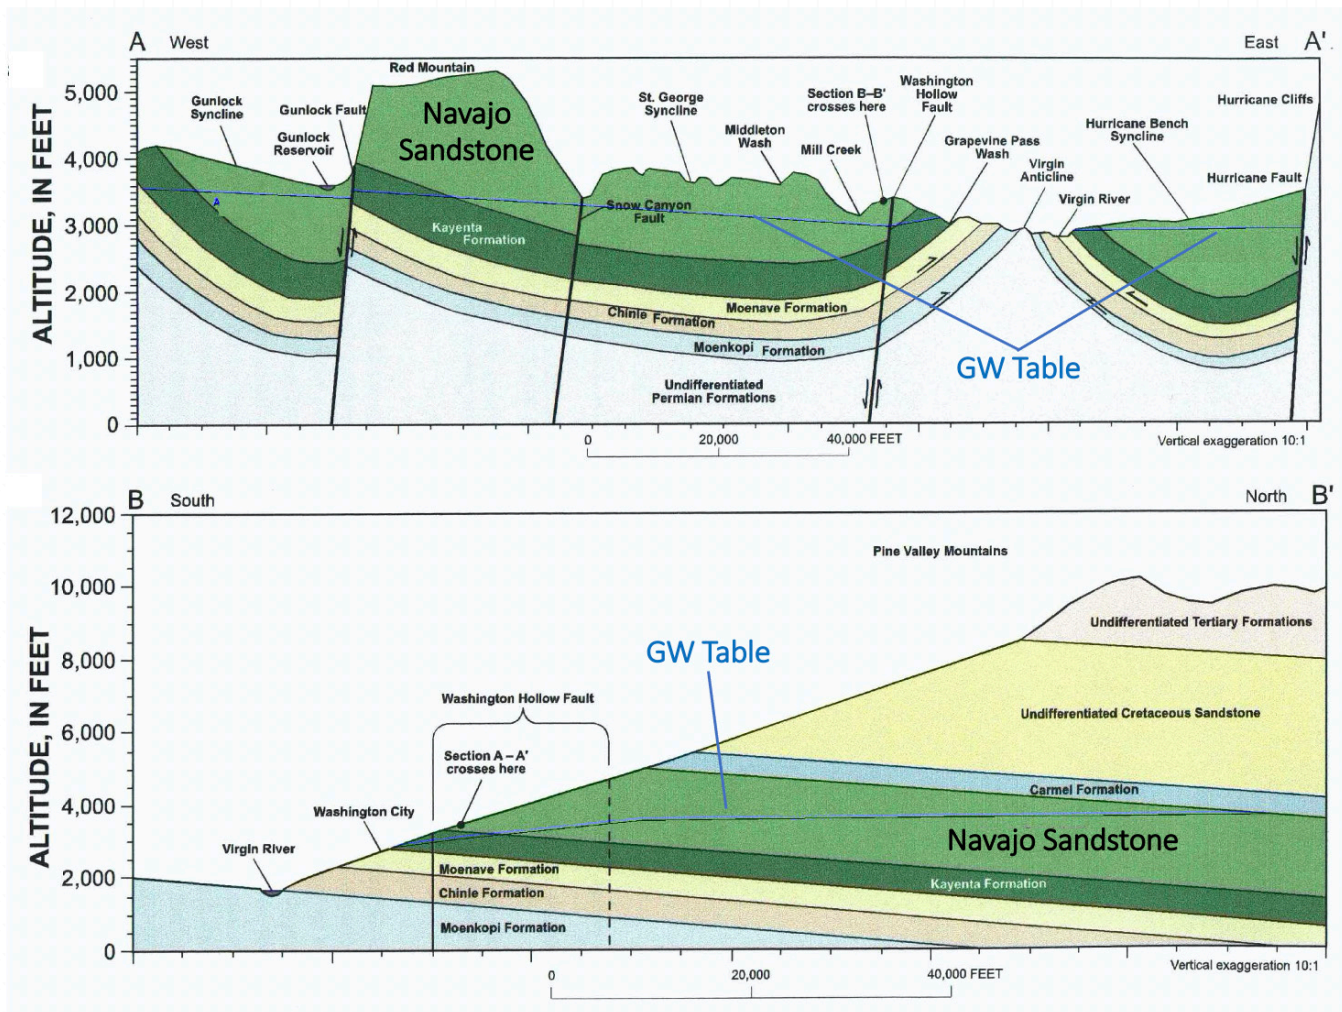 A West East A'
Red Mountain
Navajo
Sandstone
Gunlock
Syncline
Gunlock Fault
Gunlock
Reservoir
St. George
Syncline
Middleton
Wash
Section B–B'
crosses here
Mill Creek
Washington
Hollow
Fault
Grapevine Pass
Wash
Virgin
Anticline
Virgin River
Hurricane Bench
Syncline
Hurricane Cliffs
Hurricane Fault
ALTITUDE, IN FEET
5,000
4,000
3,000
2,000
1,000
0
A
Snow Canyon
Fault
Kayenta
Formation
Moenave Formation
Chinle Formation
Moenkopi Formation
Undifferentiated
Permian Formations
GW Table
0 20,000 40,000 FEET
Vertical exaggeration 10:1
B South North B'
ALTITUDE, IN FEET
12,000
10,000
8,000
6,000
4,000
2,000
0
Pine Valley Mountains
Undifferentiated Tertiary Formations
GW Table
Washington Hollow Fault
Undifferentiated Cretaceous Sandstone
Section A – A'
crosses here
Carmel Formation
Washington City
Navajo Sandstone
Virgin River
Moenave Formation
Kayenta Formation
Chinle Formation
Moenkopi Formation
0 20,000 40,000 FEET
Vertical exaggeration 10:1